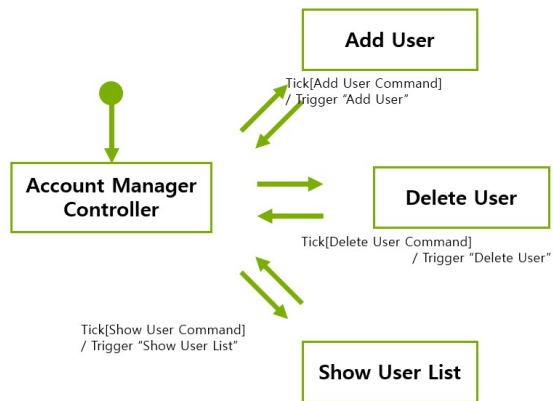 Add User
Tick[Add User Command]
/ Trigger “Add User”
Account Manager
Controller
Delete User
Tick[Delete User Command]
/ Trigger “Delete User”
Tick[Show User Command]
/ Trigger “Show User List”
Show User List